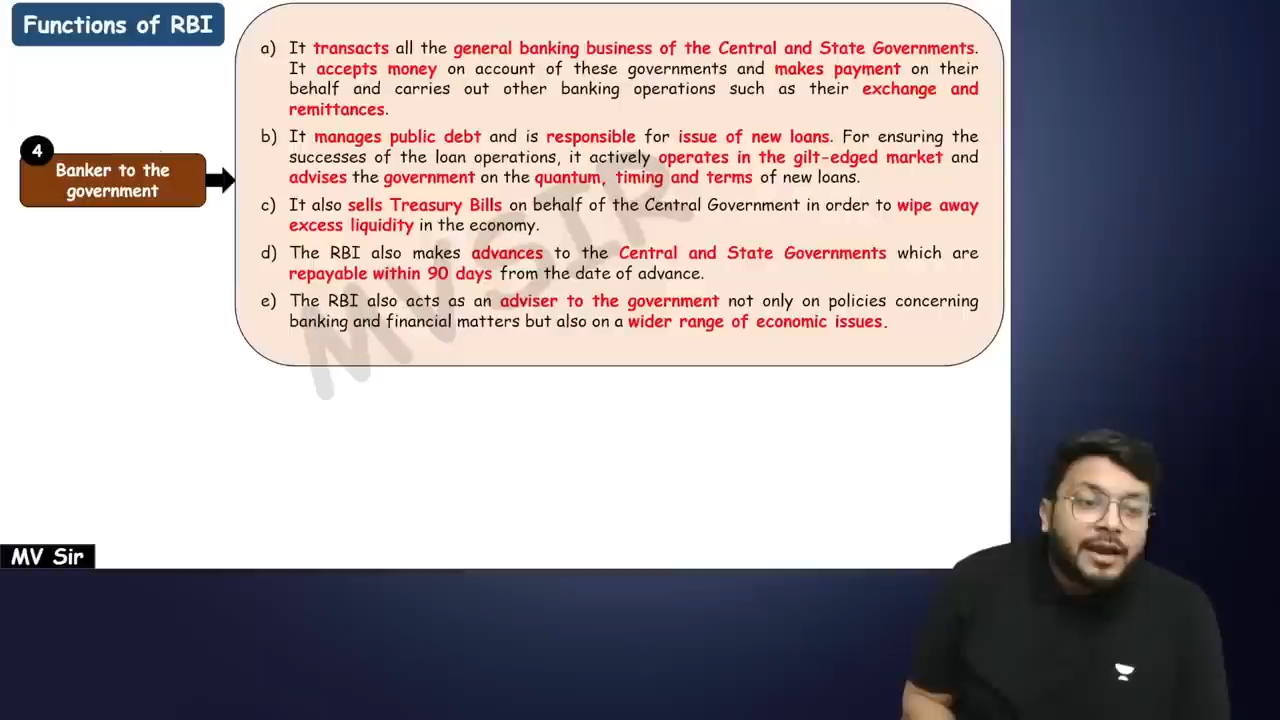 Functions of RBI
a) It transacts all the general banking business of the Central and State Governments.
It accepts money on account of these governments and makes payment on their
behalf and carries out other banking operations such as their exchange and
remittances.
4
Banker to the
government
b) It manages public debt and is responsible for issue of new loans. For ensuring the
successes of the loan operations, it actively operates in the gilt-edged market and
advises the government on the quantum, timing and terms of new loans.
c) It also sells Treasury Bills on behalf of the Central Government in order to wipe away
excess liquidity in the economy.
d) The RBI also makes advances to the Central and State Governments which are
repayable within 90 days from the date of advance.
e) The RBI also acts as an adviser to the government not only on policies concerning
banking and financial matters but also on a wider range of economic issues.
MVSIR
MV Sir